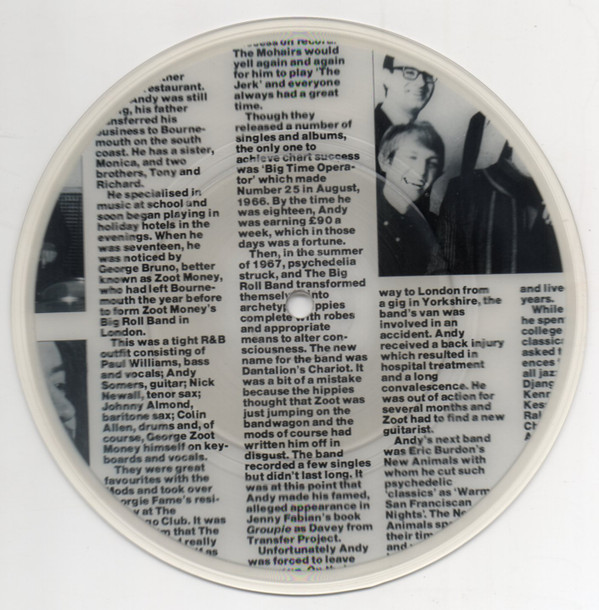 estaurant.
andy was still
his father
nsferred his
business to Bourne-
mouth on the south
coast. He has a sister,
Monica, and two
brothers, Tony and
Richard.
He specialised in
music at school and
soon began playing in
holiday hotels in the
evenings. When he
was seventeen, he
was noticed by
George Bruno, better
known as Zoot Money,
who had left Bourne-
mouth the year before
to form Zoot Money's
Big Roll Band in
London.
This was a tight R&B
outfit consisting of
Paul Williams, bass
and vocals; Andy
Somers, guitar; Nick
Newall, tenor sax;
Johnny Almond,
baritone sax; Colin
Allen, drums and, of
course, George Zoot
Money himself on key-
boards and vocals.
They were great
favourites with the
Mods and took over
orgie Fame's resi-
y at The
go Club. It was
m that The
really
as
on record.
The Mohairs would
yell again and again
for him to play 'The
Jerk' and everyone
always had a great
time.
Though they
released a number of
singles and albums,
the only one to
achieve chart success
was 'Big Time Opera-
tor' which made
Number 25 in August,
1966. By the time he
was eighteen, Andy
was earning £90 a
week, which in those
days was a fortune.
Then, in the summer
of 1967, psychedelia
struck, and The Big
Roll Band transformed
themsel into
archety ippies
complete with robes
and appropriate
means to alter con-
sciousness. The new
name for the band was
Dantalion's Chariot. It
was a bit of a mistake
because the hippies
thought that Zoot was
just jumping on the
bandwagon and the
mods of course had
written him off in
disgust. The band
recorded a few singles
but didn't last long. It
was at this point that
Andy made his famed,
alleged appearance in
Jenny Fabian's book
Groupie as Davey from
Transfer Project.
Unfortunately Andy
was forced to leave
way to London from
a gig in Yorkshire, the
band's van was
involved in an
accident. Andy
received a back injury
which resulted in
hospital treatment
and a long
convalescence. He
was out of action for
several months and
Zoot had to find a new
guitarist.
Andy's next band
was Eric Burdon's
New Animals with
whom he cut such
psychedelic
'classics' as 'Warm
San Franciscan
Nights'. The Ne
Animals sp
their tim
and
and live
years.
While
he spen
college
classic
asked t
ences
all jaz
Djang
Kenn
Kes
Ral
Ch
A